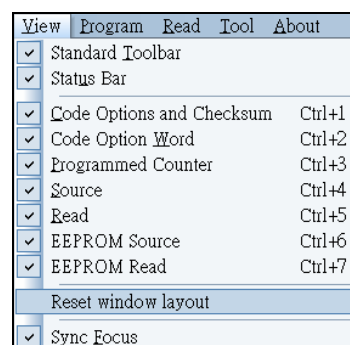 View Program Read Tool About
Standard Toolbar
Status Bar
Code Options and Checksum Ctrl+1
Code Option Word Ctrl+2
Programmed Counter Ctrl+3
Source Ctrl+4
Read Ctrl+5
EEPROM Source Ctrl+6
EEPROM Read Ctrl+7
Reset window layout
Sync Focus